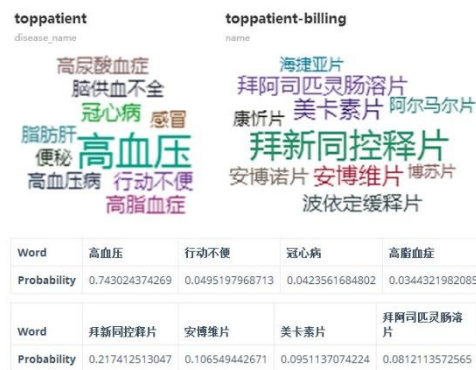 toppatient
disease_name
高尿酸血症
脑供血不全
冠心病 感冒
脂肪肝
便秘 高血压
高血压病 行动不便
高脂血症
toppatient-billing
name
海捷亚片
拜阿司匹灵肠溶片
康忻片 美卡素片 阿尔马尔片
拜新同控释片
安博诺片 安博维片 博苏片
波依定缓释片
Word 高血压 行动不便 冠心病 高脂血症
Probability 0.743024374269 0.0495197968713 0.0423561684802 0.0344321982085
Word 拜新同控释片 安博维片 美卡素片 拜阿司匹灵肠溶片
Probability 0.217412513047 0.106549442671 0.0951137074224 0.0812113572565